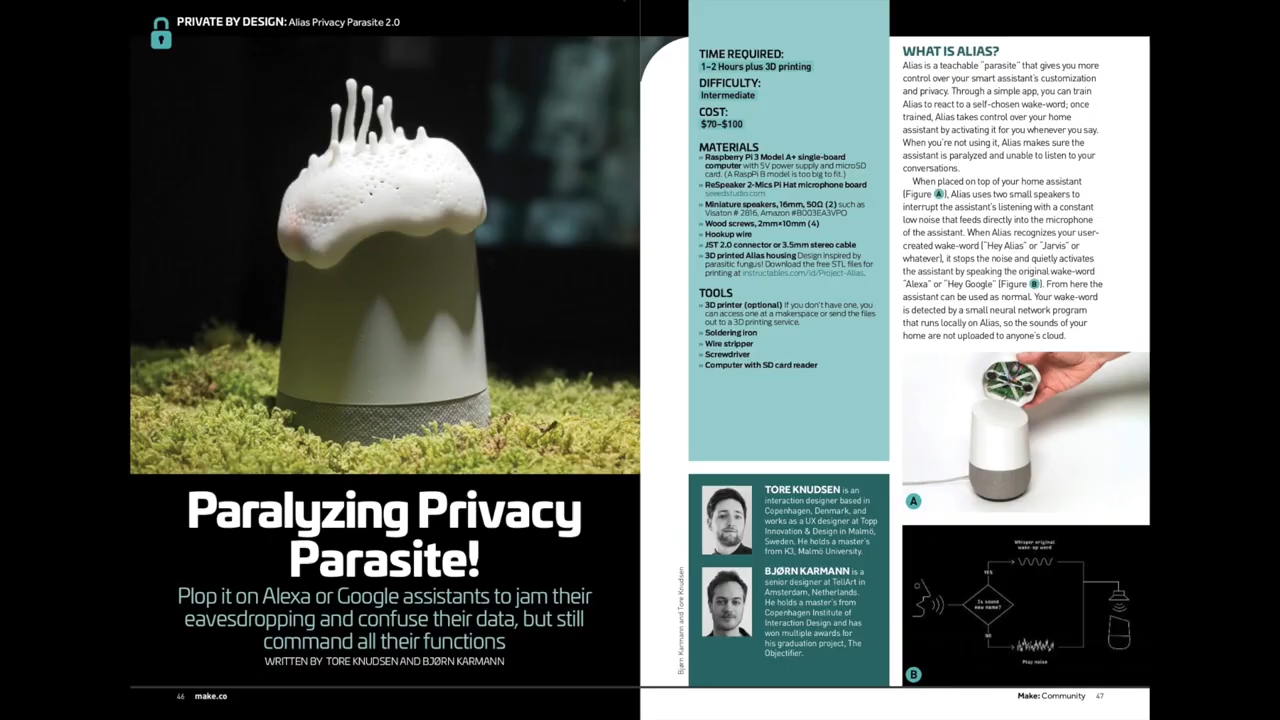 PRIVATE BY DESIGN: Alias Privacy Parasite 2.0
Paralyzing Privacy
Parasite!
Plop it on Alexa or Google assistants to jam their
eavesdropping and confuse their data, but still
command all their functions
WRITTEN BY TORE KNUDSEN AND BJØRN KARMANN
46 make.co
TIME REQUIRED:
1–2 Hours plus 3D printing
DIFFICULTY:
Intermediate
COST:
$70–$100
MATERIALS
» Raspberry Pi 3 Model A+ single-board
computer with 5V power supply and microSD
card. (A RasPi B model is too big to fit.)
» ReSpeaker 2-Mics Pi Hat microphone board
seeedstudio.com
» Miniature speakers, 16mm, 50Ω (2) such as
Visaton # 2816, Amazon #B003EA3VPO
» Wood screws, 2mm×10mm (4)
» Hookup wire
» JST 2.0 connector or 3.5mm stereo cable
» 3D printed Alias housing Design inspired by
parasitic fungus! Download the free STL files for
printing at instructables.com/id/Project-Alias.
TOOLS
» 3D printer (optional) If you don't have one, you
can access one at a makerspace or send the files
out to a 3D printing service.
» Soldering iron
» Wire stripper
» Screwdriver
» Computer with SD card reader
Bjørn Karmann and Tore Knudsen
TORE KNUDSEN is an
interaction designer based in
Copenhagen, Denmark, and
works as a UX designer at Topp
Innovation & Design in Malmö,
Sweden. He holds a master's
from K3, Malmö University.
BJØRN KARMANN is a
senior designer at TellArt in
Amsterdam, Netherlands.
He holds a master's from
Copenhagen Institute of
Interaction Design and has
won multiple awards for
his graduation project, The
Objectifier.
WHAT IS ALIAS?
Alias is a teachable "parasite" that gives you more
control over your smart assistant's customization
and privacy. Through a simple app, you can train
Alias to react to a self-chosen wake-word; once
trained, Alias takes control over your home
assistant by activating it for you whenever you say.
When you're not using it, Alias makes sure the
assistant is paralyzed and unable to listen to your
conversations.
When placed on top of your home assistant
(Figure A), Alias uses two small speakers to
interrupt the assistant's listening with a constant
low noise that feeds directly into the microphone
of the assistant. When Alias recognizes your user-
created wake-word ("Hey Alias" or "Jarvis" or
whatever), it stops the noise and quietly activates
the assistant by speaking the original wake-word
"Alexa" or "Hey Google" (Figure B). From here the
assistant can be used as normal. Your wake-word
is detected by a small neural network program
that runs locally on Alias, so the sounds of your
home are not uploaded to anyone's cloud.
A
Whisper original
wake-up word
YES
Is sound
new name?
NO
Play noise
B
Make: Community 47